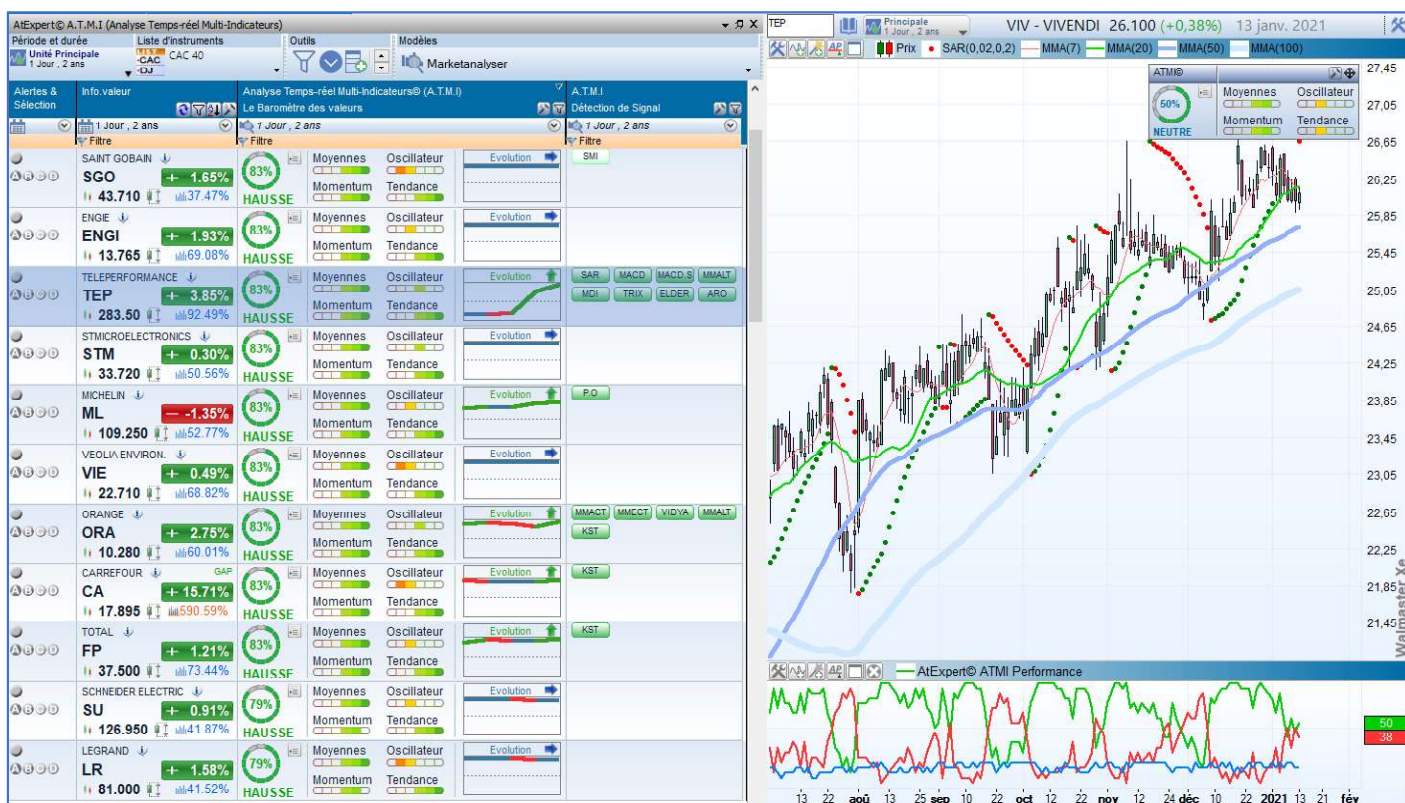 AtExpert© A.T.M.I (Analyse Temps-réel Multi-Indicateurs)
Période et durée
Liste d'instruments
Outils
Modèles
Unité Principale
1 Jour , 2 ans
LIST
-CAC
-DJ
CAC 40
Marketanalyser
Alertes & Sélection
Info.valeur
Analyse Temps-réel Multi-Indicateurs© (A.T.M.I)
Le Baromètre des valeurs
A.T.M.I
Détection de Signal
1 Jour , 2 ans
1 Jour , 2 ans
1 Jour , 2 ans
Filtre
Filtre
Filtre
SAINT GOBAIN
SGO + 1.65%
43.710 37.47%
83%
HAUSSE
Moyennes Oscillateur
Momentum Tendance
Evolution
SMI
ENGIE
ENGI + 1.93%
13.765 69.08%
83%
HAUSSE
Moyennes Oscillateur
Momentum Tendance
Evolution
TELEPERFORMANCE
TEP + 3.85%
283.50 92.49%
83%
HAUSSE
Moyennes Oscillateur
Momentum Tendance
Evolution
SAR MACD MACD.S MMALT
MDI TRIX ELDER ARO
STMICROELECTRONICS
STM + 0.30%
33.720 50.56%
83%
HAUSSE
Moyennes Oscillateur
Momentum Tendance
Evolution
MICHELIN
ML — -1.35%
109.250 52.77%
83%
HAUSSE
Moyennes Oscillateur
Momentum Tendance
Evolution
P.O
VEOLIA ENVIRON.
VIE + 0.49%
22.710 68.82%
83%
HAUSSE
Moyennes Oscillateur
Momentum Tendance
Evolution
ORANGE
ORA + 2.75%
10.280 60.01%
83%
HAUSSE
Moyennes Oscillateur
Momentum Tendance
Evolution
MMACT MMECT VIDYA MMALT
KST
CARREFOUR GAP
CA + 15.71%
17.895 590.59%
83%
HAUSSE
Moyennes Oscillateur
Momentum Tendance
Evolution
KST
TOTAL
FP + 1.21%
37.500 73.44%
83%
HAUSSE
Moyennes Oscillateur
Momentum Tendance
Evolution
KST
SCHNEIDER ELECTRIC
SU + 0.91%
126.950 41.87%
79%
HAUSSE
Moyennes Oscillateur
Momentum Tendance
Evolution
LEGRAND
LR + 1.58%
81.000 41.52%
79%
HAUSSE
Moyennes Oscillateur
Momentum Tendance
Evolution
TEP
Principale
1 Jour , 2 ans
VIV - VIVENDI 26.100 (+0,38%) 13 janv. 2021
Prix SAR(0,02,0,2) MMA(7) MMA(20) MMA(50) MMA(100)
ATMI©
50%
NEUTRE
Moyennes Oscillateur
Momentum Tendance
27,45
27,05
26,65
26,25
25,85
25,45
25,05
24,65
24,25
23,85
23,45
23,05
22,65
22,25
21,85
21,45
Walmaster Xe
AtExpert© ATMI Performance
50
38
13 22 aoû 13 25 sep 10 22 oct 12 22 nov 11 24 déc 10 22 2021 13 21 fév